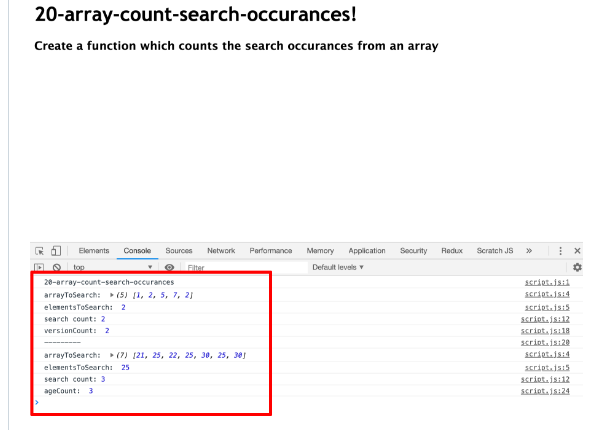 20-array-count-search-occurances!
Create a function which counts the search occurances from an array
Elements Console Sources Network Performance Memory Application Security Redux Scratch JS »
top Filter Default levels ▼
20-array-count-search-occurances script.js:1
arrayToSearch: ▶(5) [1, 2, 5, 7, 2] script.js:4
elementsToSearch: 2 script.js:5
search count: 2 script.js:12
versionCount: 2 script.js:18
--------- script.js:20
arrayToSearch: ▶(7) [21, 25, 22, 25, 30, 25, 30] script.js:4
elementsToSearch: 25 script.js:5
search count: 3 script.js:12
ageCount: 3 script.js:24
>